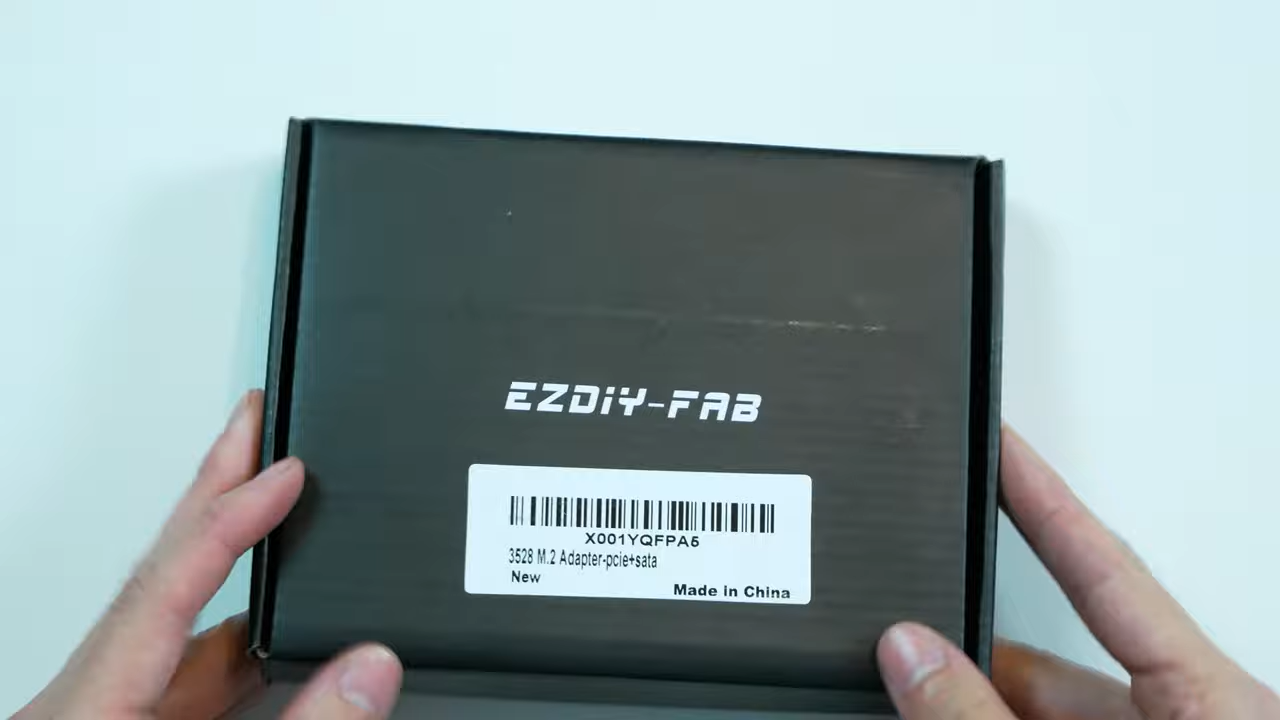 EZDiY-FAB
X001YQFPA5
3528 M.2 Adapter-pcie+sata
New
Made in China